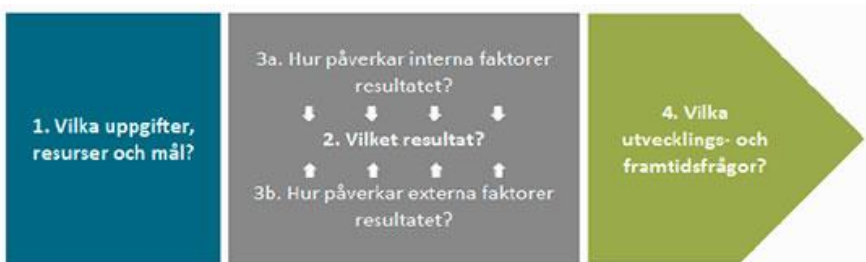 1. Vilka uppgifter,
resurser och mål?
3a. Hur påverkar interna faktorer
resultatet?
2. Vilket resultat?
3b. Hur påverkar externa faktorer
resultatet?
4. Vilka
utvecklings- och
framtidsfrågor?